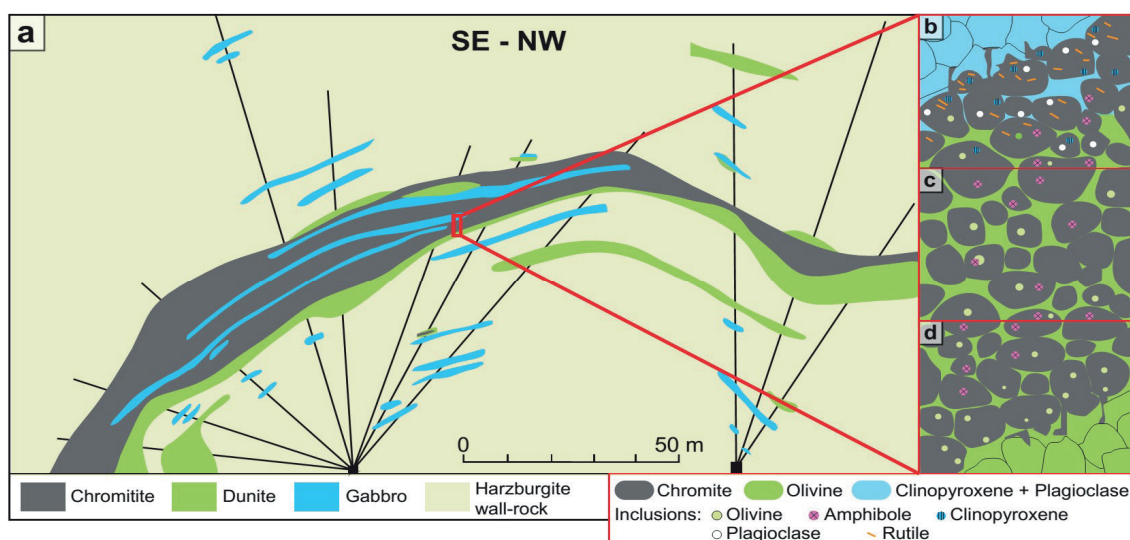 a
SE - NW
b
c
d
0 50 m
Chromitite Dunite Gabbro Harzburgite
wall-rock
Chromite Olivine Clinopyroxene + Plagioclase
Inclusions: Olivine Amphibole Clinopyroxene
Plagioclase Rutile